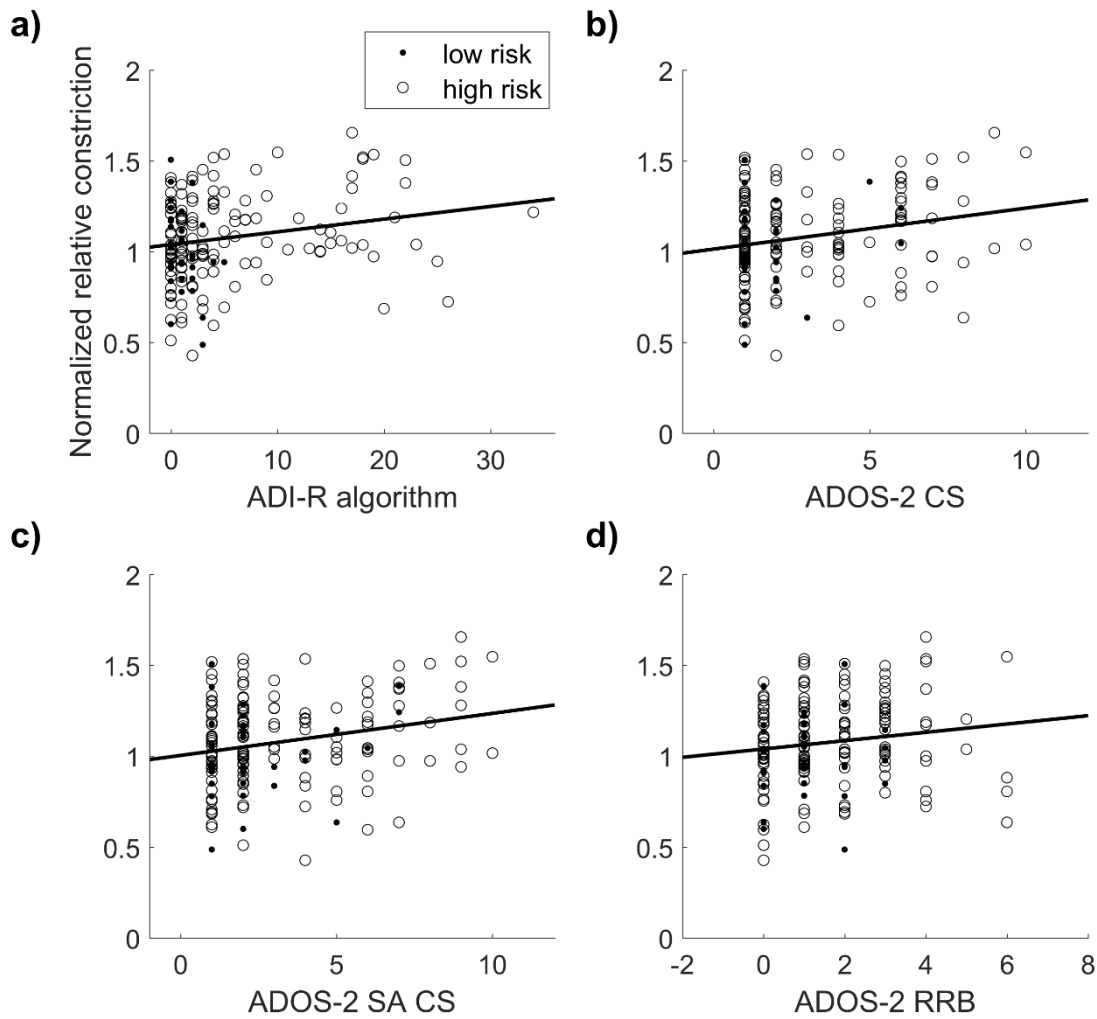 a)
low risk
high risk
Normalized relative constriction
2
1.5
1
0.5
0
0 10 20 30
ADI-R algorithm
b)
2
1.5
1
0.5
0
0 5 10
ADOS-2 CS
c)
2
1.5
1
0.5
0
0 5 10
ADOS-2 SA CS
d)
2
1.5
1
0.5
0
-2 0 2 4 6 8
ADOS-2 RRB